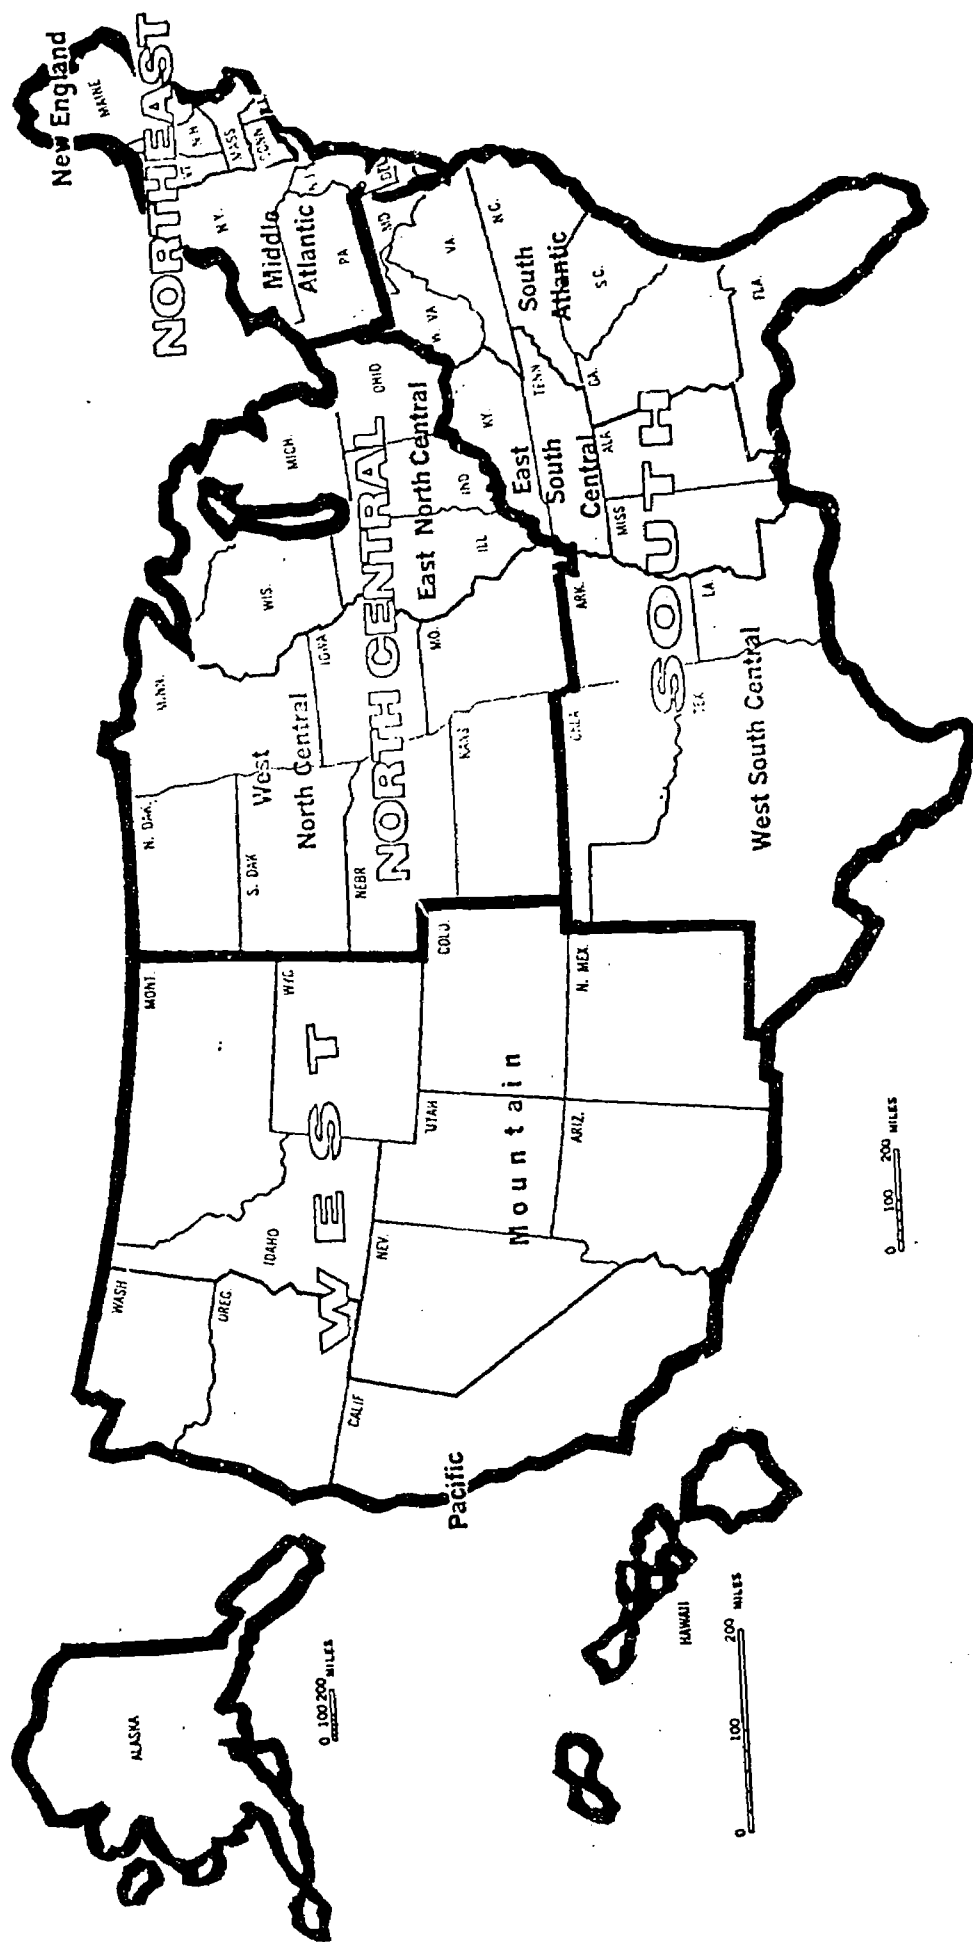 NORTHEAST
New England
MAINE
N.H
MASS
CONN
N.Y.
Middle
Atlantic
PA
N J
DEL
MD
WEST
Mountain
Pacific
WASH
OREG.
CALIF
NEV.
IDAHO
MONT.
WYO
UTAH
COLO.
ARIZ.
N. MEX.
NORTH CENTRAL
West
North Central
N. DAK.
S. DAK
NEBR
KANS
MINN.
IOWA
MO.
East North Central
WIS.
MICH.
ILL
IND
OHIO
SOUTH
South
Atlantic
W. VA
VA.
N.C.
S.C.
GA.
FLA.
East
South
Central
KY.
TENN
ALA
MISS
West South Central
ARK.
LA.
OKLA
TEX
ALASKA
0 100 200 MILES
HAWAII
0 100 200 MILES
0 100 200 MILES